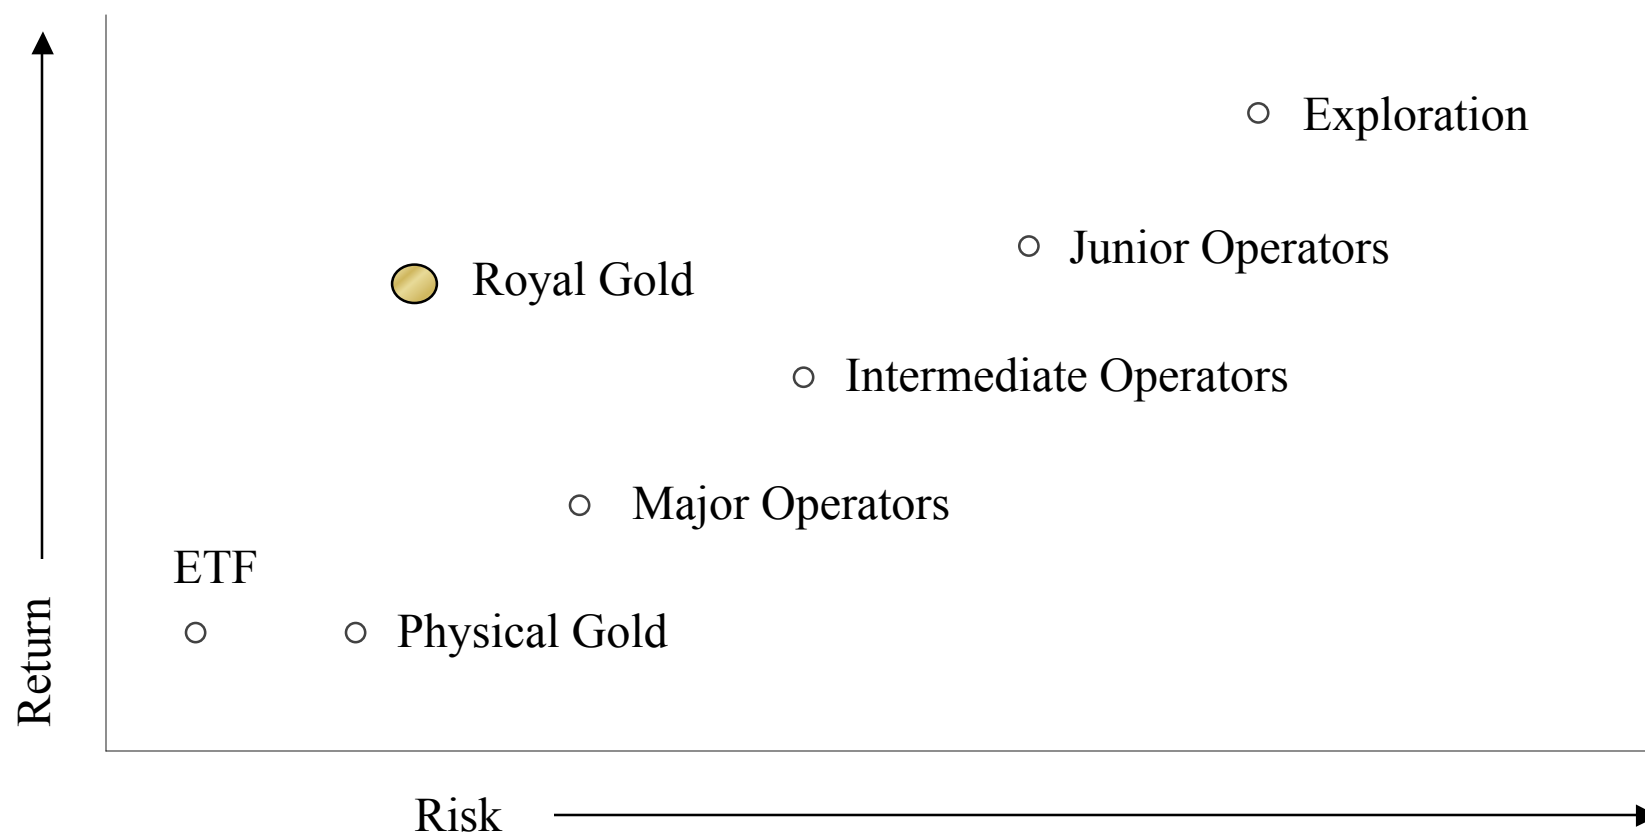 Exploration
Junior Operators
Royal Gold
Intermediate Operators
Major Operators
ETF
Physical Gold
Return
Risk